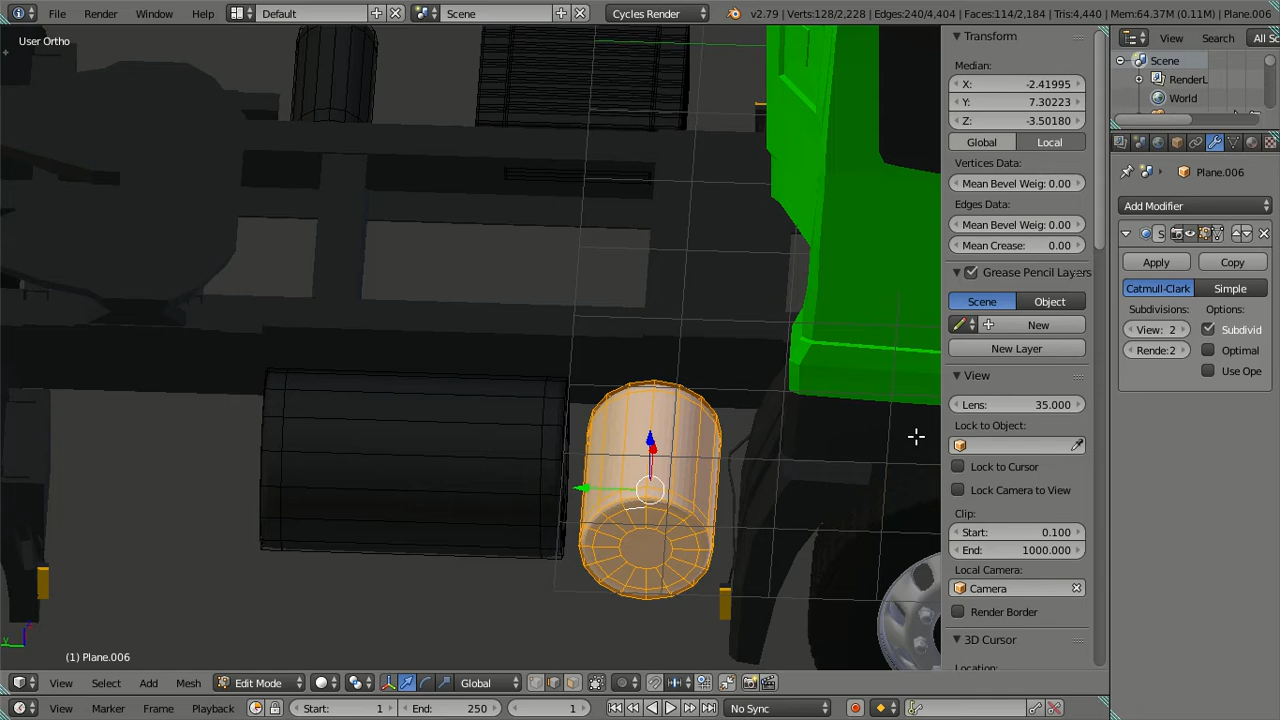 File Render Window Help Default Scene Cycles Render v2.79 | Verts:128/2,228 | Edges:240/4,404 | Faces:114/2,184 | Tris:4,440 | Mem:64.37M (0.11M) | Plane.006
User Ortho
Transform
View Search All Sc
Scene
Median:
RenderL
X: -2.41995
World
Y: 7.30223
Z: -3.50180
Global Local
Vertices Data:
Plane.006
Mean Bevel Weig: 0.00
Edges Data:
Add Modifier
Mean Bevel Weig: 0.00
S
Mean Crease: 0.00
Apply Copy
Grease Pencil Layers
Catmull-Clark Simple
Scene Object
Subdivisions: Options:
New
View: 2 Subdivid
New Layer
Rende:2 Optimal
View
Use Ope
Lens: 35.000
Lock to Object:
Lock to Cursor
Lock Camera to View
Clip:
Start: 0.100
End: 1000.000
Local Camera:
Camera
Render Border
3D Cursor
y
(1) Plane.006
Location:
View Select Add Mesh Edit Mode Global
View Marker Frame Playback Start: 1 End: 250 1 No Sync